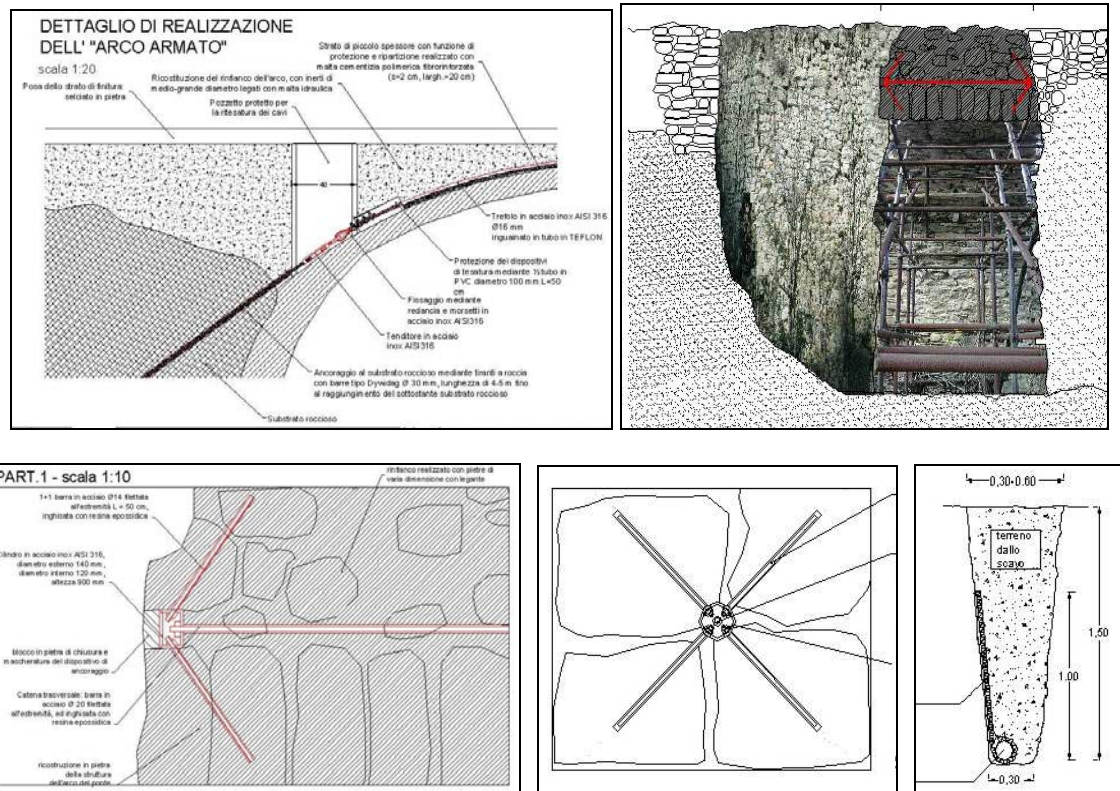 DETTAGLIO DI REALIZZAZIONE
DELL' "ARCO ARMATO"
scala 1:20
Posa dello strato di finitura:
selciato in pietra
Ricostituzione del rinfianco dell'arco, con inerti di
medio-grande diametro legati con malta idraulica
Pozzetto protetto per
la ritesatura dei cavi
Strato di piccolo spessore con funzione di
protezione e ripartizione realizzato con
malta cementizia polimerica fibrorinforzata
(s=2 cm, largh.=20 cm)
40
Trefolo in acciaio inox AISI 316
Ø16 mm
inguainato in tubo in TEFLON
Protezione dei dispositivi
di tesatura mediante ½ tubo in
PVC diametro 100 mm L=50
cm
Fissaggio mediante
redancia e morsetti in
acciaio inox AISI316
Tenditore in acciaio
inox AISI316
Ancoraggio al substrato roccioso mediante tiranti a roccia
con barre tipo Dywidag Ø 30 mm, lunghezza di 4-5 m fino
al raggiungimento del sottostante substrato roccioso
Substrato roccioso
PART.1 - scala 1:10
rinfianco realizzato con pietre di
varia dimensione con legante
1+1 barra in acciaio Ø14 filettata
all'estremità L = 50 cm,
inghisata con resina epossidica
Cilindro in acciaio inox AISI 316,
diametro esterno 140 mm,
diametro interno 120 mm,
altezza 900 mm
blocco in pietra di chiusura e
mascheratura del dispositivo di
ancoraggio
Catena trasversale: barra in
acciaio Ø 20 filettata
all'estremità, ed inghisata con
resina epossidica
ricostruzione in pietra
della struttura
dell'arco del ponte
0,30÷0.60
terreno
dallo
scavo
1,50
1.00
0,30